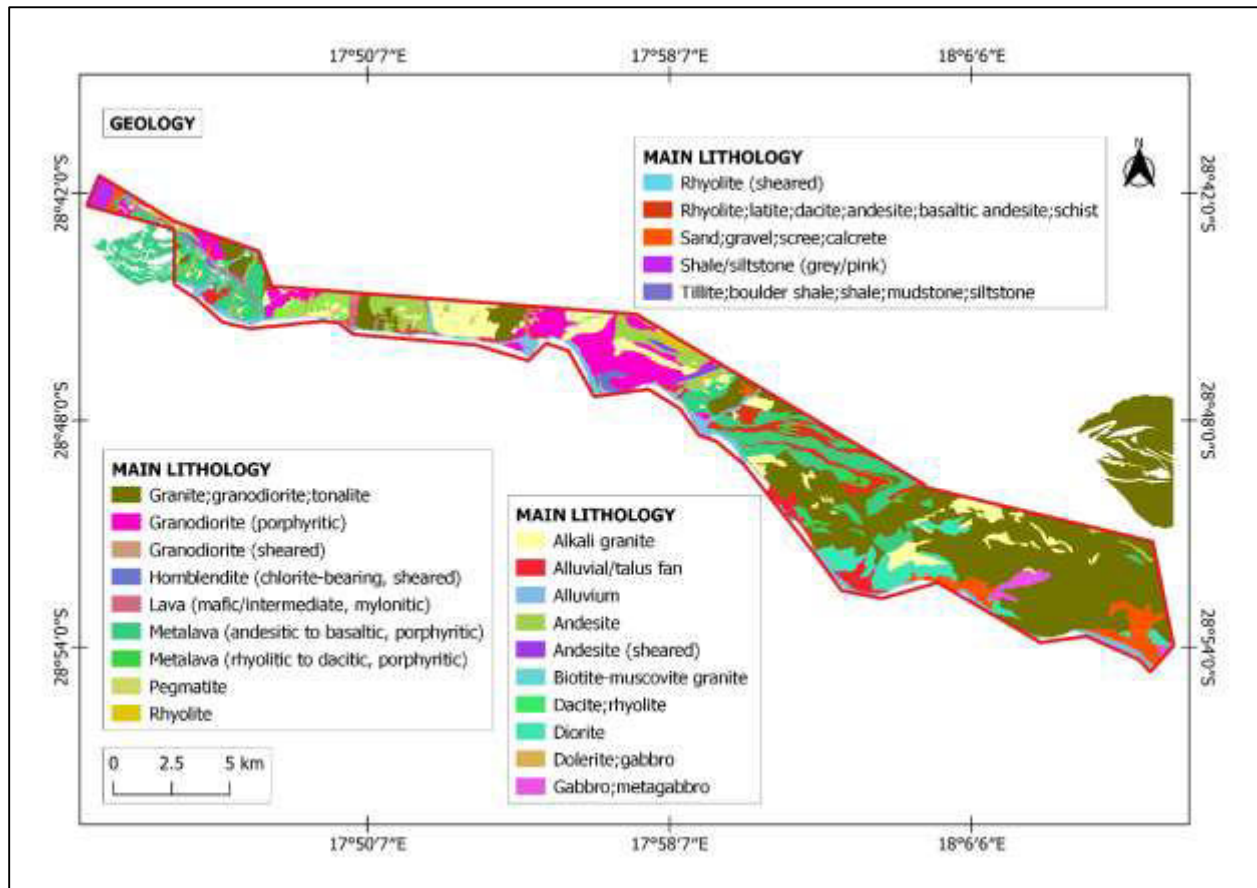 17°50'7"E 17°58'7"E 18°6'6"E
GEOLOGY
28°42'0"S
28°48'0"S
28°54'0"S
MAIN LITHOLOGY
Rhyolite (sheared)
Rhyolite;latite;dacite;andesite;basaltic andesite;schist
Sand;gravel;scree;calcrete
Shale/siltstone (grey/pink)
Tillite;boulder shale;shale;mudstone;siltstone
28°42'0"S
28°48'0"S
28°54'0"S
MAIN LITHOLOGY
Granite;granodiorite;tonalite
Granodiorite (porphyritic)
Granodiorite (sheared)
Hornblendite (chlorite-bearing, sheared)
Lava (mafic/intermediate, mylonitic)
Metalava (andesitic to basaltic, porphyritic)
Metalava (rhyolitic to dacitic, porphyritic)
Pegmatite
Rhyolite
MAIN LITHOLOGY
Alkali granite
Alluvial/talus fan
Alluvium
Andesite
Andesite (sheared)
Biotite-muscovite granite
Dacite;rhyolite
Diorite
Dolerite;gabbro
Gabbro;metagabbro
0 2.5 5 km
17°50'7"E 17°58'7"E 18°6'6"E